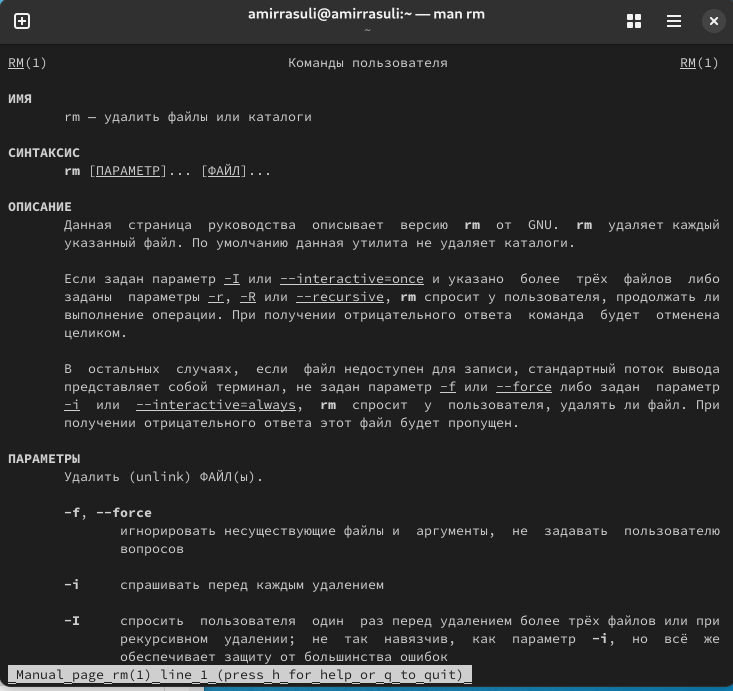 amirrasuli@amirrasuli:~ — man rm
~
RM(1) Команды пользователя RM(1)
ИМЯ
rm — удалить файлы или каталоги
СИНТАКСИС
rm [ПАРАМЕТР]... [ФАЙЛ]...
ОПИСАНИЕ
Данная страница руководства описывает версию rm от GNU. rm удаляет каждый
указанный файл. По умолчанию данная утилита не удаляет каталоги.
Если задан параметр -I или --interactive=once и указано более трёх файлов либо
заданы параметры -r, -R или --recursive, rm спросит у пользователя, продолжать ли
выполнение операции. При получении отрицательного ответа команда будет отменена
целиком.
В остальных случаях, если файл недоступен для записи, стандартный поток вывода
представляет собой терминал, не задан параметр -f или --force либо задан параметр
-i или --interactive=always, rm спросит у пользователя, удалять ли файл. При
получении отрицательного ответа этот файл будет пропущен.
ПАРАМЕТРЫ
Удалить (unlink) ФАЙЛ(ы).
-f, --force
игнорировать несуществующие файлы и аргументы, не задавать пользователю
вопросов
-i спрашивать перед каждым удалением
-I спросить пользователя один раз перед удалением более трёх файлов или при
рекурсивном удалении; не так навязчив, как параметр -i, но всё же
обеспечивает защиту от большинства ошибок
Manual page rm(1) line 1 (press h for help or q to quit)